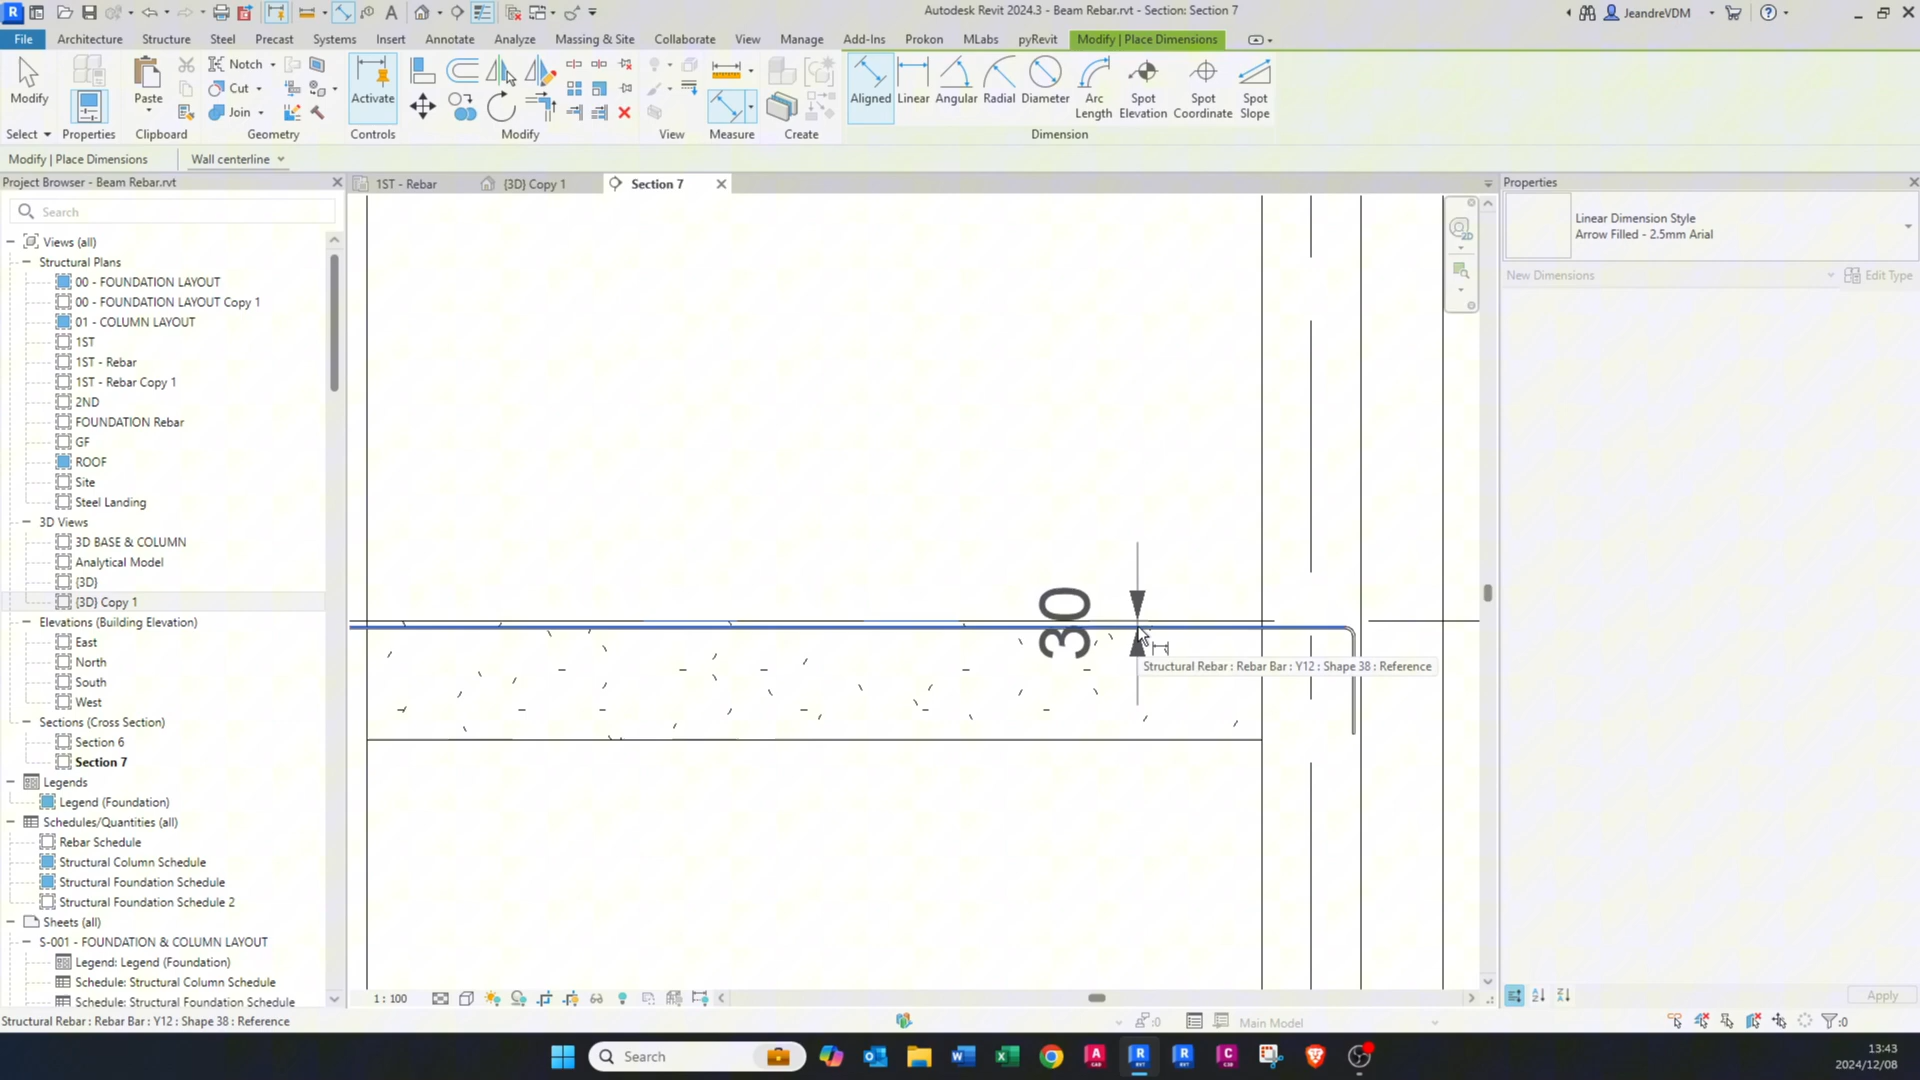 Autodesk Revit 2024.3 - Beam Rebar.rvt - Section: Section 7
JeandreVDM
File Architecture Structure Steel Precast Systems Insert Annotate Analyze Massing & Site Collaborate View Manage Add-Ins Prokon MLabs pyRevit Modify | Place Dimensions
Modify Paste Notch Cut Join Activate Aligned Linear Angular Radial Diameter Arc Length Spot Elevation Spot Coordinate Spot Slope
Select Properties Clipboard Geometry Controls Modify View Measure Create Dimension
Modify | Place Dimensions Wall centerline
Project Browser - Beam Rebar.rvt
Search
Views (all)
Structural Plans
00 - FOUNDATION LAYOUT
00 - FOUNDATION LAYOUT Copy 1
01 - COLUMN LAYOUT
1ST
1ST - Rebar
1ST - Rebar Copy 1
2ND
FOUNDATION Rebar
GF
ROOF
Site
Steel Landing
3D Views
3D BASE & COLUMN
Analytical Model
{3D}
{3D} Copy 1
Elevations (Building Elevation)
East
North
South
West
Sections (Cross Section)
Section 6
Section 7
Legends
Legend (Foundation)
Schedules/Quantities (all)
Rebar Schedule
Structural Column Schedule
Structural Foundation Schedule
Structural Foundation Schedule 2
Sheets (all)
S-001 - FOUNDATION & COLUMN LAYOUT
Legend: Legend (Foundation)
Schedule: Structural Column Schedule
Schedule: Structural Foundation Schedule
1ST - Rebar {3D} Copy 1 Section 7
2D
30
Structural Rebar : Rebar Bar : Y12 : Shape 38 : Reference
1 : 100
Properties
Linear Dimension Style
Arrow Filled - 2.5mm Arial
New Dimensions Edit Type
Apply
Structural Rebar : Rebar Bar : Y12 : Shape 38 : Reference
:0 Main Model :0
Search
13:43
2024/12/08